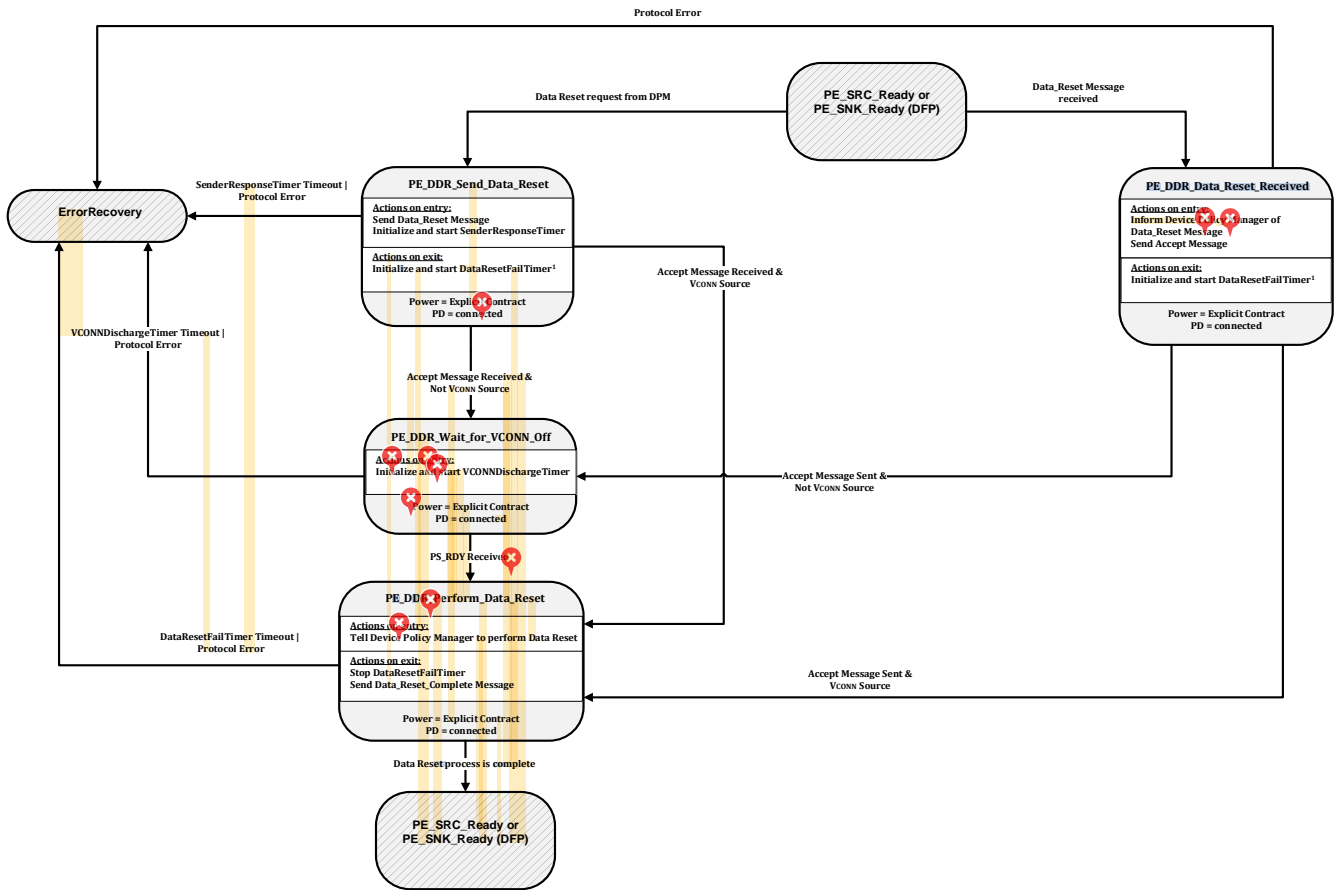 Protocol Error
PE_SRC_Ready or
PE_SNK_Ready (DFP)
Data Reset request from DPM
Data_Reset Message
received
PE_DDR_Send_Data_Reset
Actions on entry:
Send Data_Reset Message
Initialize and start SenderResponseTimer
Actions on exit:
Initialize and start DataResetFailTimer¹
Power = Explicit Contract
PD = connected
PE_DDR_Data_Reset_Received
Actions on entry:
Inform Device Policy Manager of
Data_Reset Message
Send Accept Message
Actions on exit:
Initialize and start DataResetFailTimer¹
Power = Explicit Contract
PD = connected
SenderResponseTimer Timeout |
Protocol Error
ErrorRecovery
Accept Message Received &
VCONN Source
VCONNDischargeTimer Timeout |
Protocol Error
Accept Message Received &
Not VCONN Source
PE_DDR_Wait_for_VCONN_Off
Actions on entry:
Initialize and start VCONNDischargeTimer
Power = Explicit Contract
PD = connected
Accept Message Sent &
Not VCONN Source
PS_RDY Received
PE_DDR_Perform_Data_Reset
Actions on entry:
Tell Device Policy Manager to perform Data Reset
Actions on exit:
Stop DataResetFailTimer
Send Data_Reset_Complete Message
Power = Explicit Contract
PD = connected
DataResetFailTimer Timeout |
Protocol Error
Accept Message Sent &
VCONN Source
Data Reset process is complete
PE_SRC_Ready or
PE_SNK_Ready (DFP)